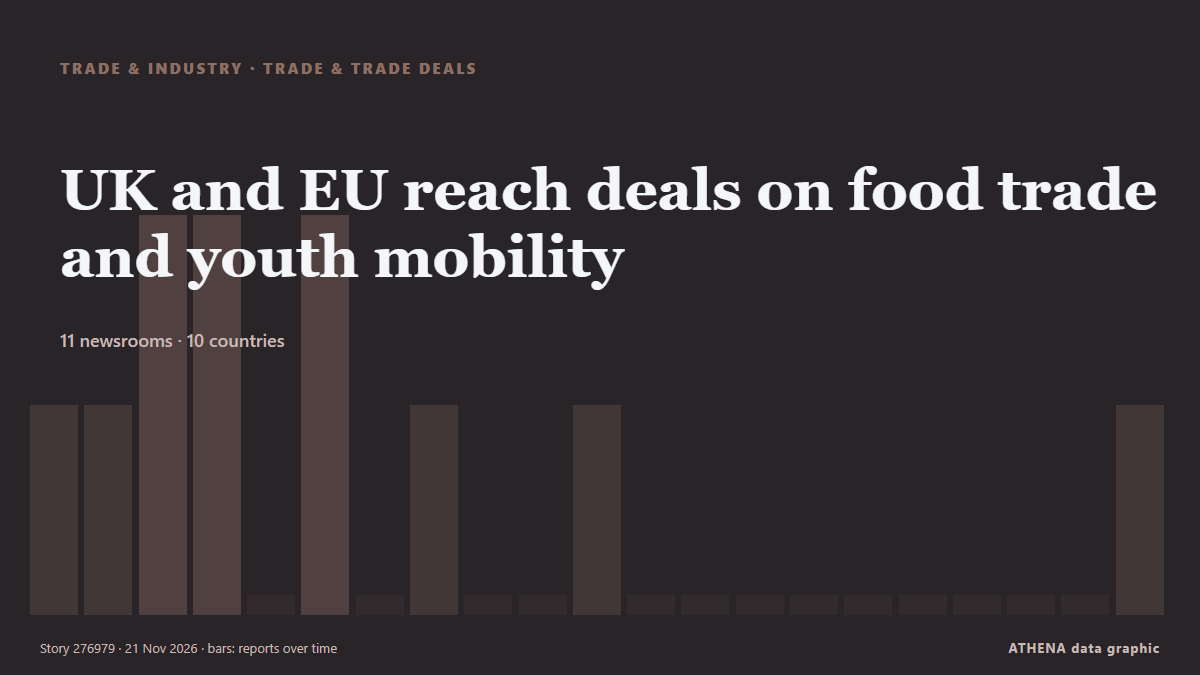 TRADE & INDUSTRY · TRADE & TRADE DEALS
UK and EU reach deals on food trade
and youth mobility
11 newsrooms · 10 countries
Story 276979 · 21 Nov 2026 · bars: reports over time
ATHENA data graphic